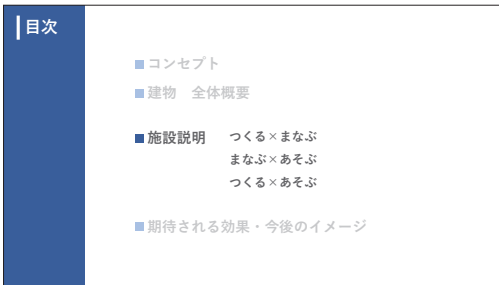 目次
コンセプト
建物　全体概要
施設説明　つくる×まなぶ
まなぶ×あそぶ
つくる×あそぶ
期待される効果・今後のイメージ